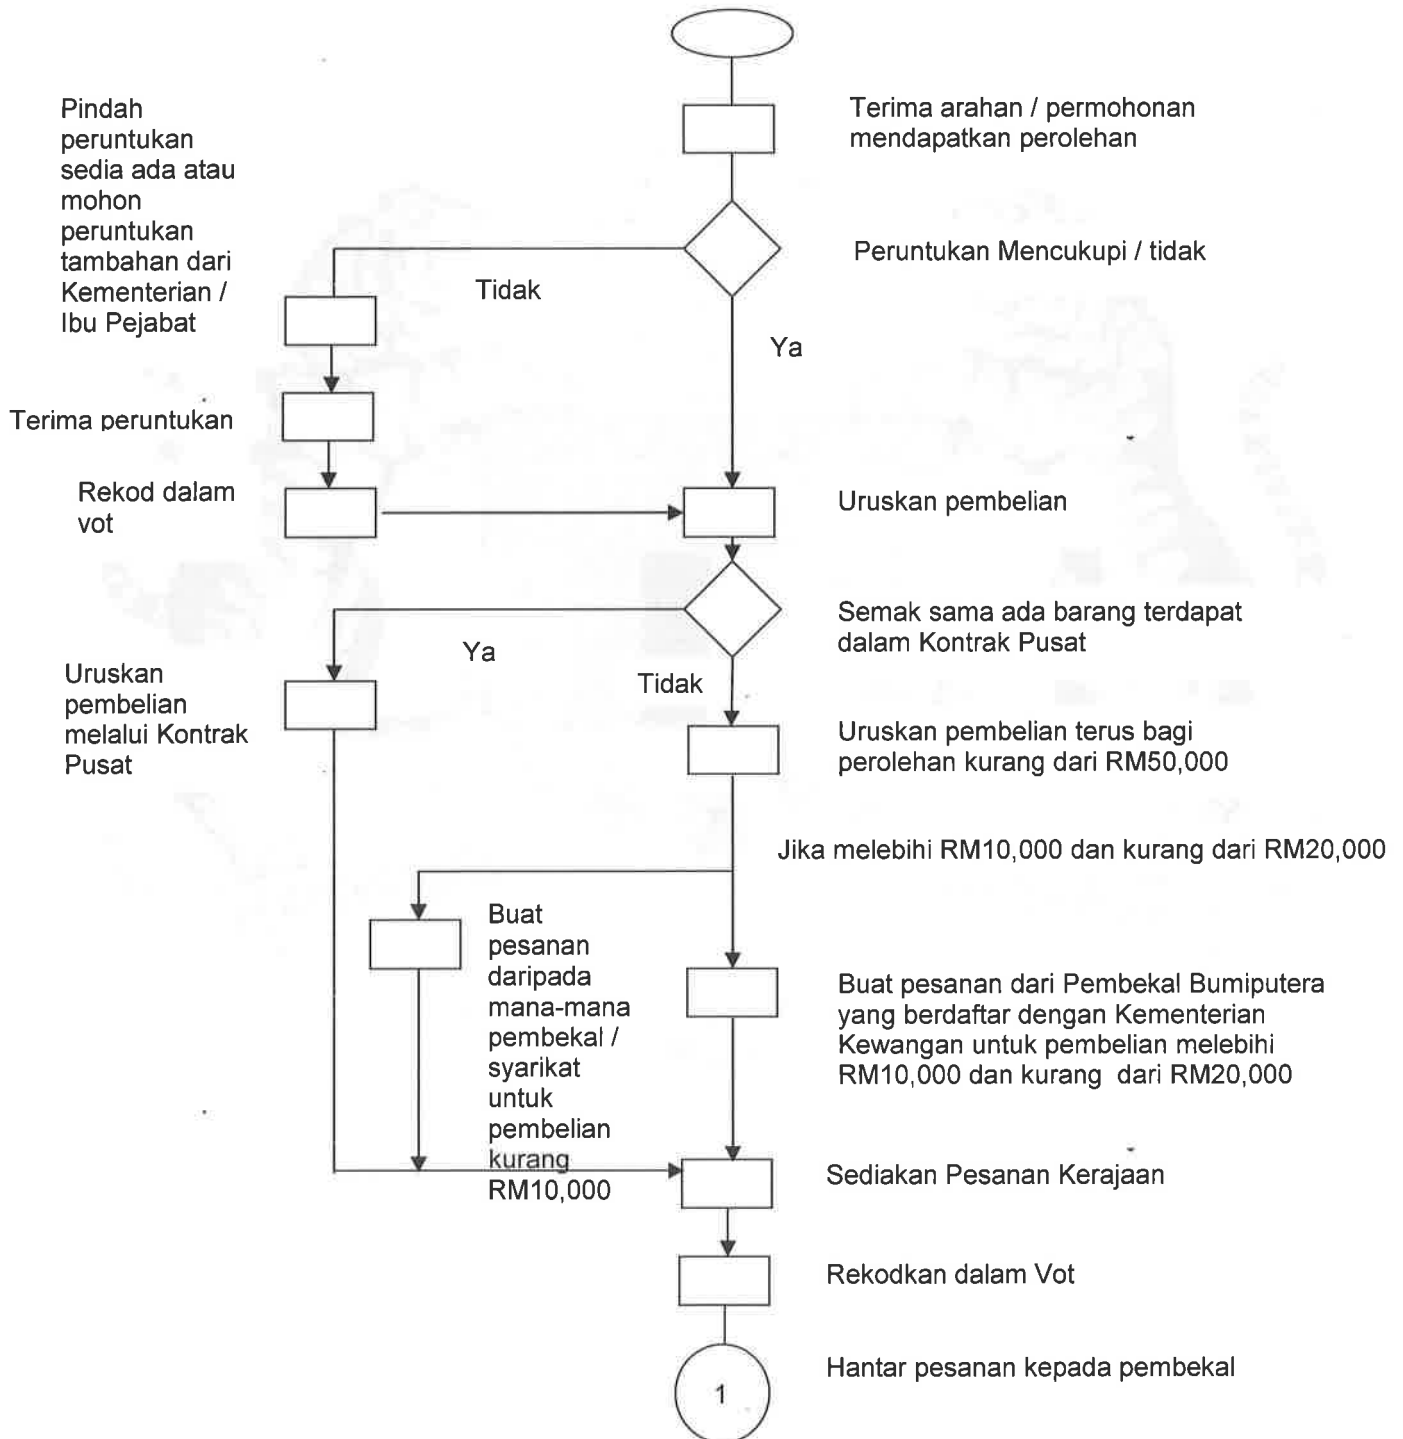 Terima arahan / permohonan
mendapatkan perolehan
Pindah
peruntukan
sedia ada atau
mohon
peruntukan
tambahan dari
Kementerian /
Ibu Pejabat
Peruntukan Mencukupi / tidak
Tidak
Ya
Terima peruntukan
Rekod dalam
vot
Uruskan pembelian
Semak sama ada barang terdapat
dalam Kontrak Pusat
Ya
Tidak
Uruskan
pembelian
melalui Kontrak
Pusat
Uruskan pembelian terus bagi
perolehan kurang dari RM50,000
Jika melebihi RM10,000 dan kurang dari RM20,000
Buat
pesanan
daripada
mana-mana
pembekal /
syarikat
untuk
pembelian
kurang
RM10,000
Buat pesanan dari Pembekal Bumiputera
yang berdaftar dengan Kementerian
Kewangan untuk pembelian melebihi
RM10,000 dan kurang dari RM20,000
Sediakan Pesanan Kerajaan
Rekodkan dalam Vot
Hantar pesanan kepada pembekal
1